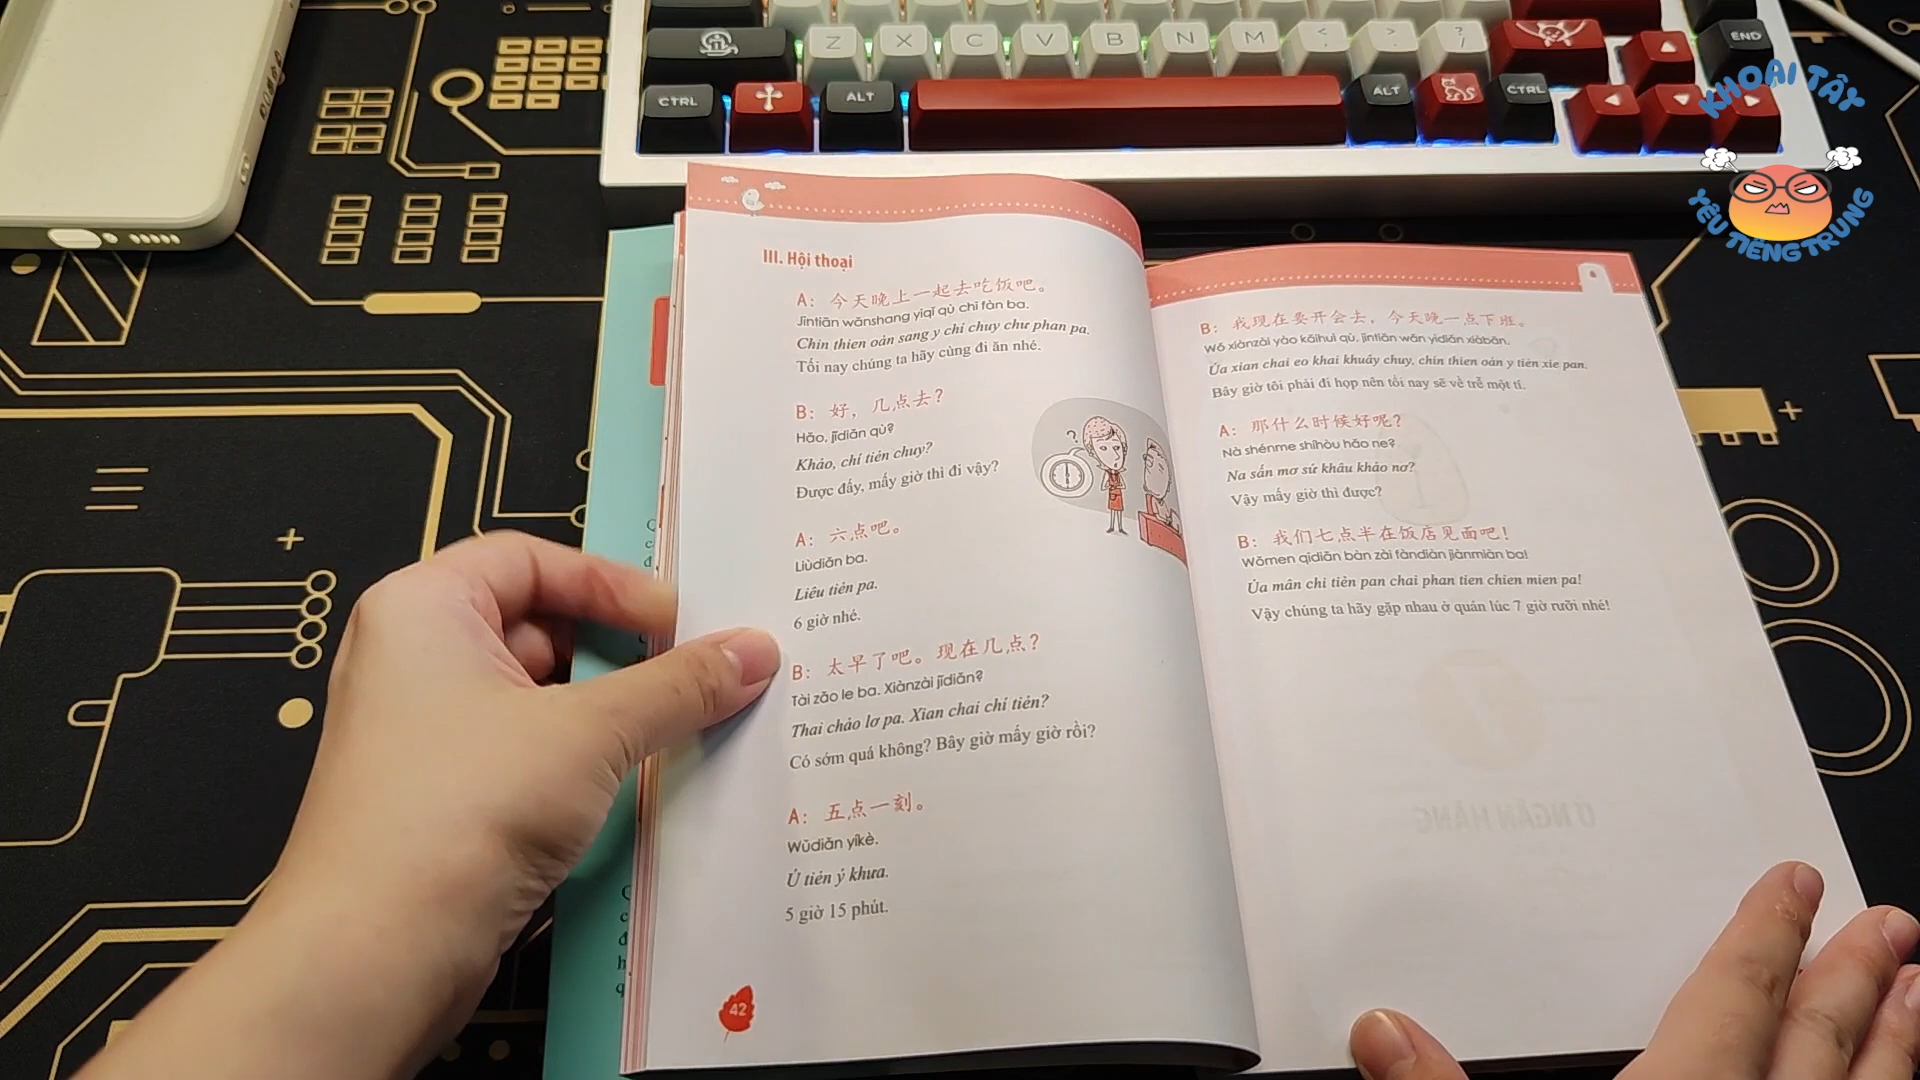 Z X C V B N M < , > . ? /
END
CTRL ALT ALT CTRL
KHOAI TÂY
YÊU TIẾNG TRUNG
III. Hội thoại
A: 今天晚上一起去吃饭吧。
Jīntiān wǎnshang yìqǐ qù chī fàn ba.
Chin thien oản sang y chỉ chuy chư phan pa.
Tối nay chúng ta hãy cùng đi ăn nhé.
B: 好，几点去？
Hǎo, jǐdiǎn qù?
Khảo, chỉ tiẻn chuy?
Được đấy, mấy giờ thì đi vậy?
A: 六点吧。
Liùdiǎn ba.
Liêu tiẻn pa.
6 giờ nhé.
B: 太早了吧。现在几点？
Tài zǎo le ba. Xiànzài jǐdiǎn?
Thai chảo lơ pa. Xian chai chí tiẻn?
Có sớm quá không? Bây giờ mấy giờ rồi?
A: 五点一刻。
Wǔdiǎn yíkè.
Ủ tiẻn ý khưa.
5 giờ 15 phút.
42
B: 我现在要开会去，今天晚一点下班。
Wǒ xiànzài yào kāihuì qù, jīntiān wǎn yìdiǎn xiàbān.
Ủa xian chai eo khai khuây chuy, chin thien oản y tiẻn xie pan.
Bây giờ tôi phải đi họp nên tối nay sẽ về trễ một tí.
A: 那什么时候好呢？
Nà shénme shíhòu hǎo ne?
Na sấn mơ sứ khâu khảo nơ?
Vậy mấy giờ thì được?
B: 我们七点半在饭店见面吧！
Wǒmen qīdiǎn bàn zài fàndiàn jiànmiàn ba!
Ủa mân chi tiẻn pan chai phan tien chien mien pa!
Vậy chúng ta hãy gặp nhau ở quán lúc 7 giờ rưỡi nhé!